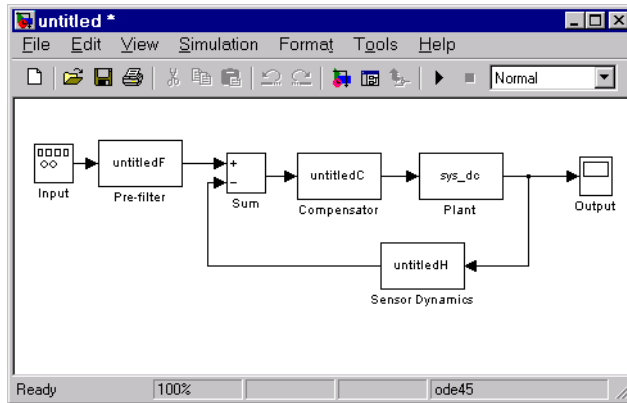 untitled *
File Edit View Simulation Format Tools Help
Normal
untitledF
+
−
untitledC
sys_dc
Input
Pre-filter
Sum
Compensator
Plant
Output
untitledH
Sensor Dynamics
Ready 100% ode45